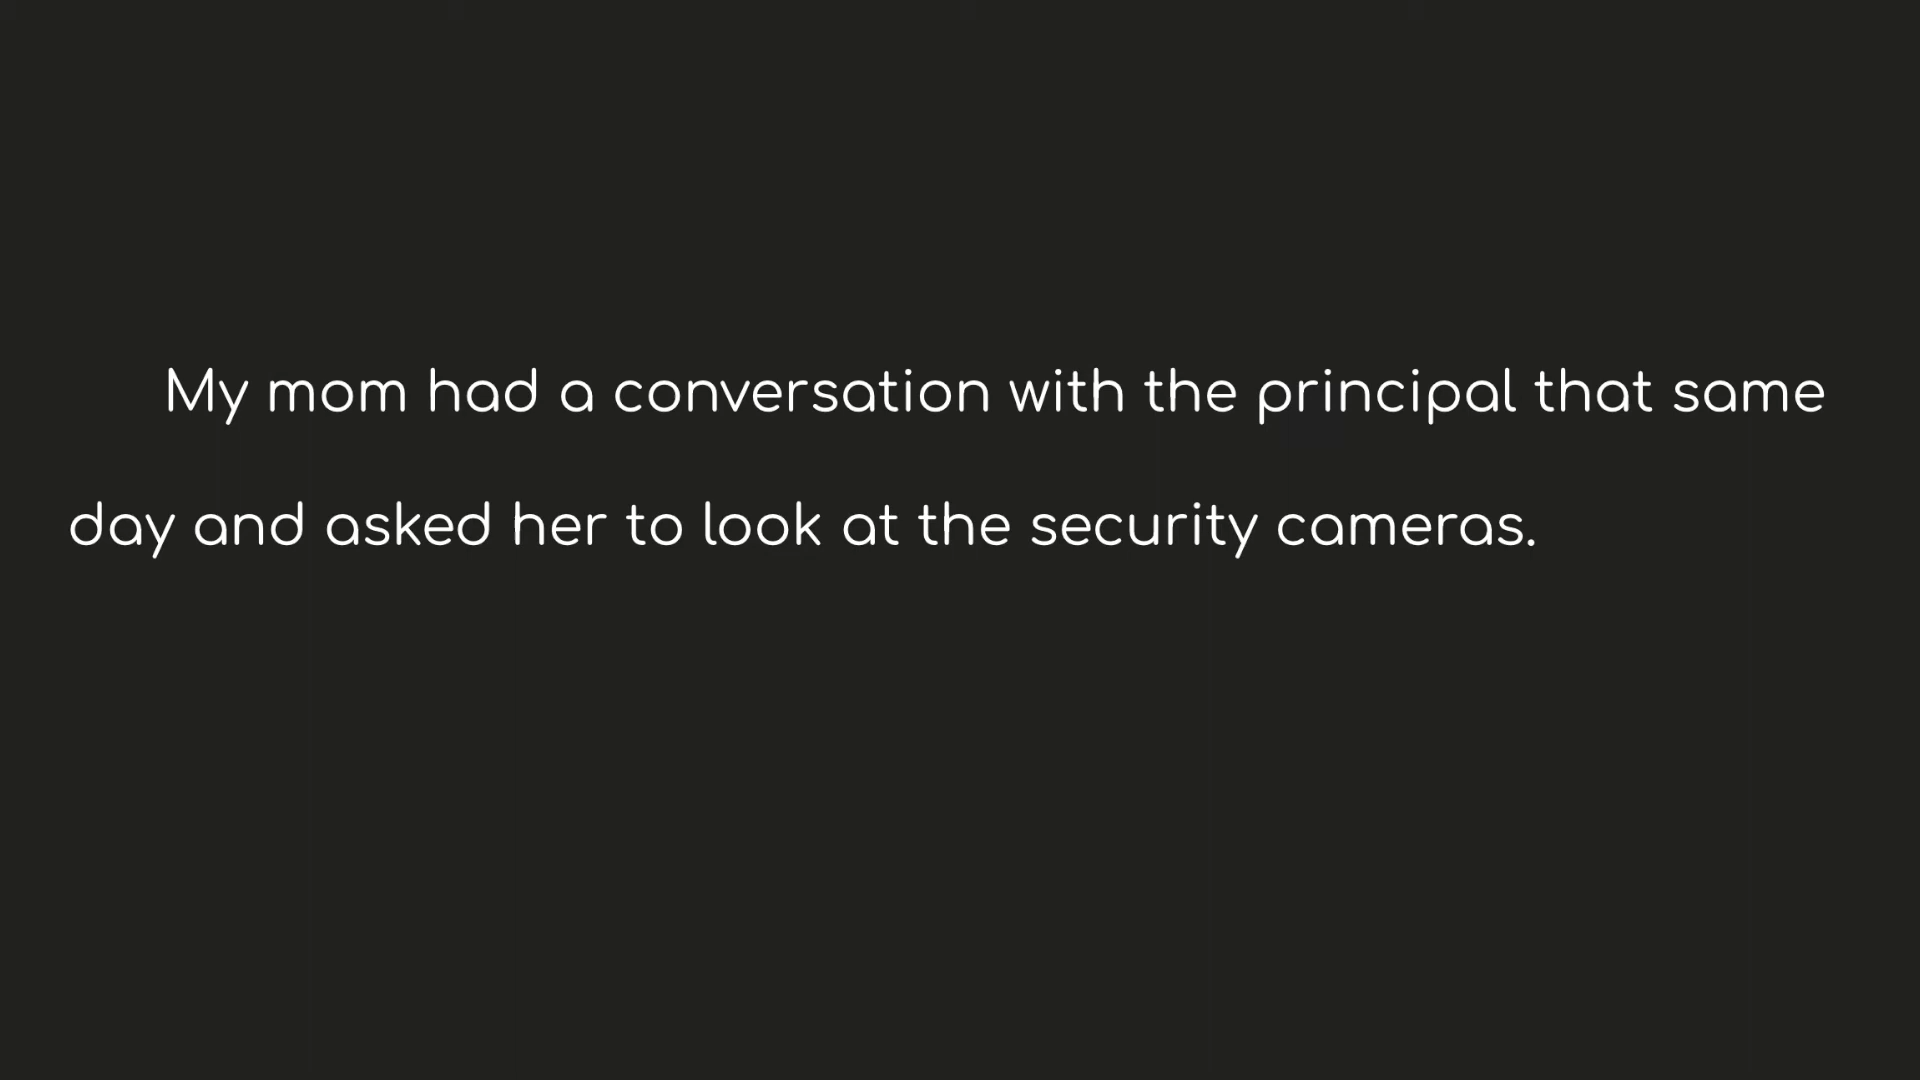 My mom had a conversation with the principal that same
day and asked her to look at the security cameras.